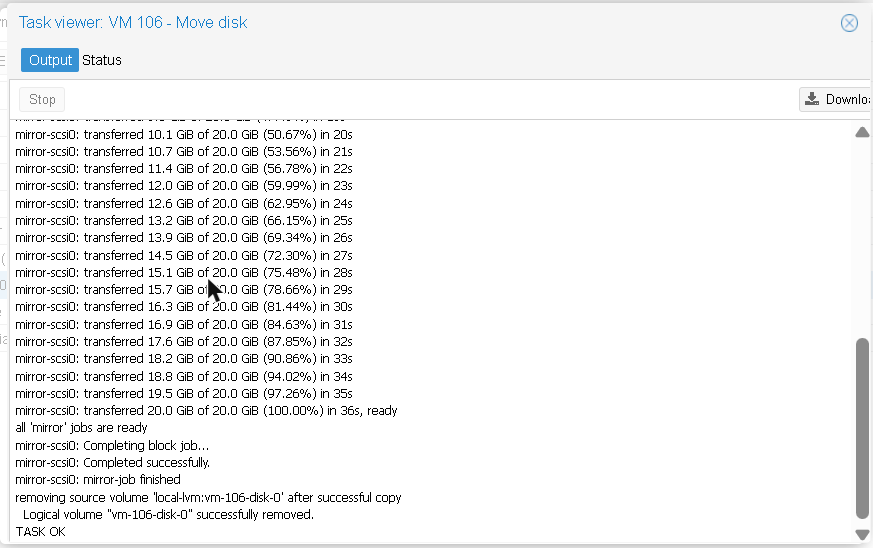 Task viewer: VM 106 - Move disk
Output Status
Stop
mirror-scsi0: transferred 10.1 GiB of 20.0 GiB (50.67%) in 20s
mirror-scsi0: transferred 10.7 GiB of 20.0 GiB (53.56%) in 21s
mirror-scsi0: transferred 11.4 GiB of 20.0 GiB (56.78%) in 22s
mirror-scsi0: transferred 12.0 GiB of 20.0 GiB (59.99%) in 23s
mirror-scsi0: transferred 12.6 GiB of 20.0 GiB (62.95%) in 24s
mirror-scsi0: transferred 13.2 GiB of 20.0 GiB (66.15%) in 25s
mirror-scsi0: transferred 13.9 GiB of 20.0 GiB (69.34%) in 26s
mirror-scsi0: transferred 14.5 GiB of 20.0 GiB (72.30%) in 27s
mirror-scsi0: transferred 15.1 GiB of 20.0 GiB (75.48%) in 28s
mirror-scsi0: transferred 15.7 GiB of 20.0 GiB (78.66%) in 29s
mirror-scsi0: transferred 16.3 GiB of 20.0 GiB (81.44%) in 30s
mirror-scsi0: transferred 16.9 GiB of 20.0 GiB (84.63%) in 31s
mirror-scsi0: transferred 17.6 GiB of 20.0 GiB (87.85%) in 32s
mirror-scsi0: transferred 18.2 GiB of 20.0 GiB (90.86%) in 33s
mirror-scsi0: transferred 18.8 GiB of 20.0 GiB (94.02%) in 34s
mirror-scsi0: transferred 19.5 GiB of 20.0 GiB (97.26%) in 35s
mirror-scsi0: transferred 20.0 GiB of 20.0 GiB (100.00%) in 36s, ready
all 'mirror' jobs are ready
mirror-scsi0: Completing block job...
mirror-scsi0: Completed successfully.
mirror-scsi0: mirror-job finished
removing source volume 'local-lvm:vm-106-disk-0' after successful copy
Logical volume "vm-106-disk-0" successfully removed.
TASK OK